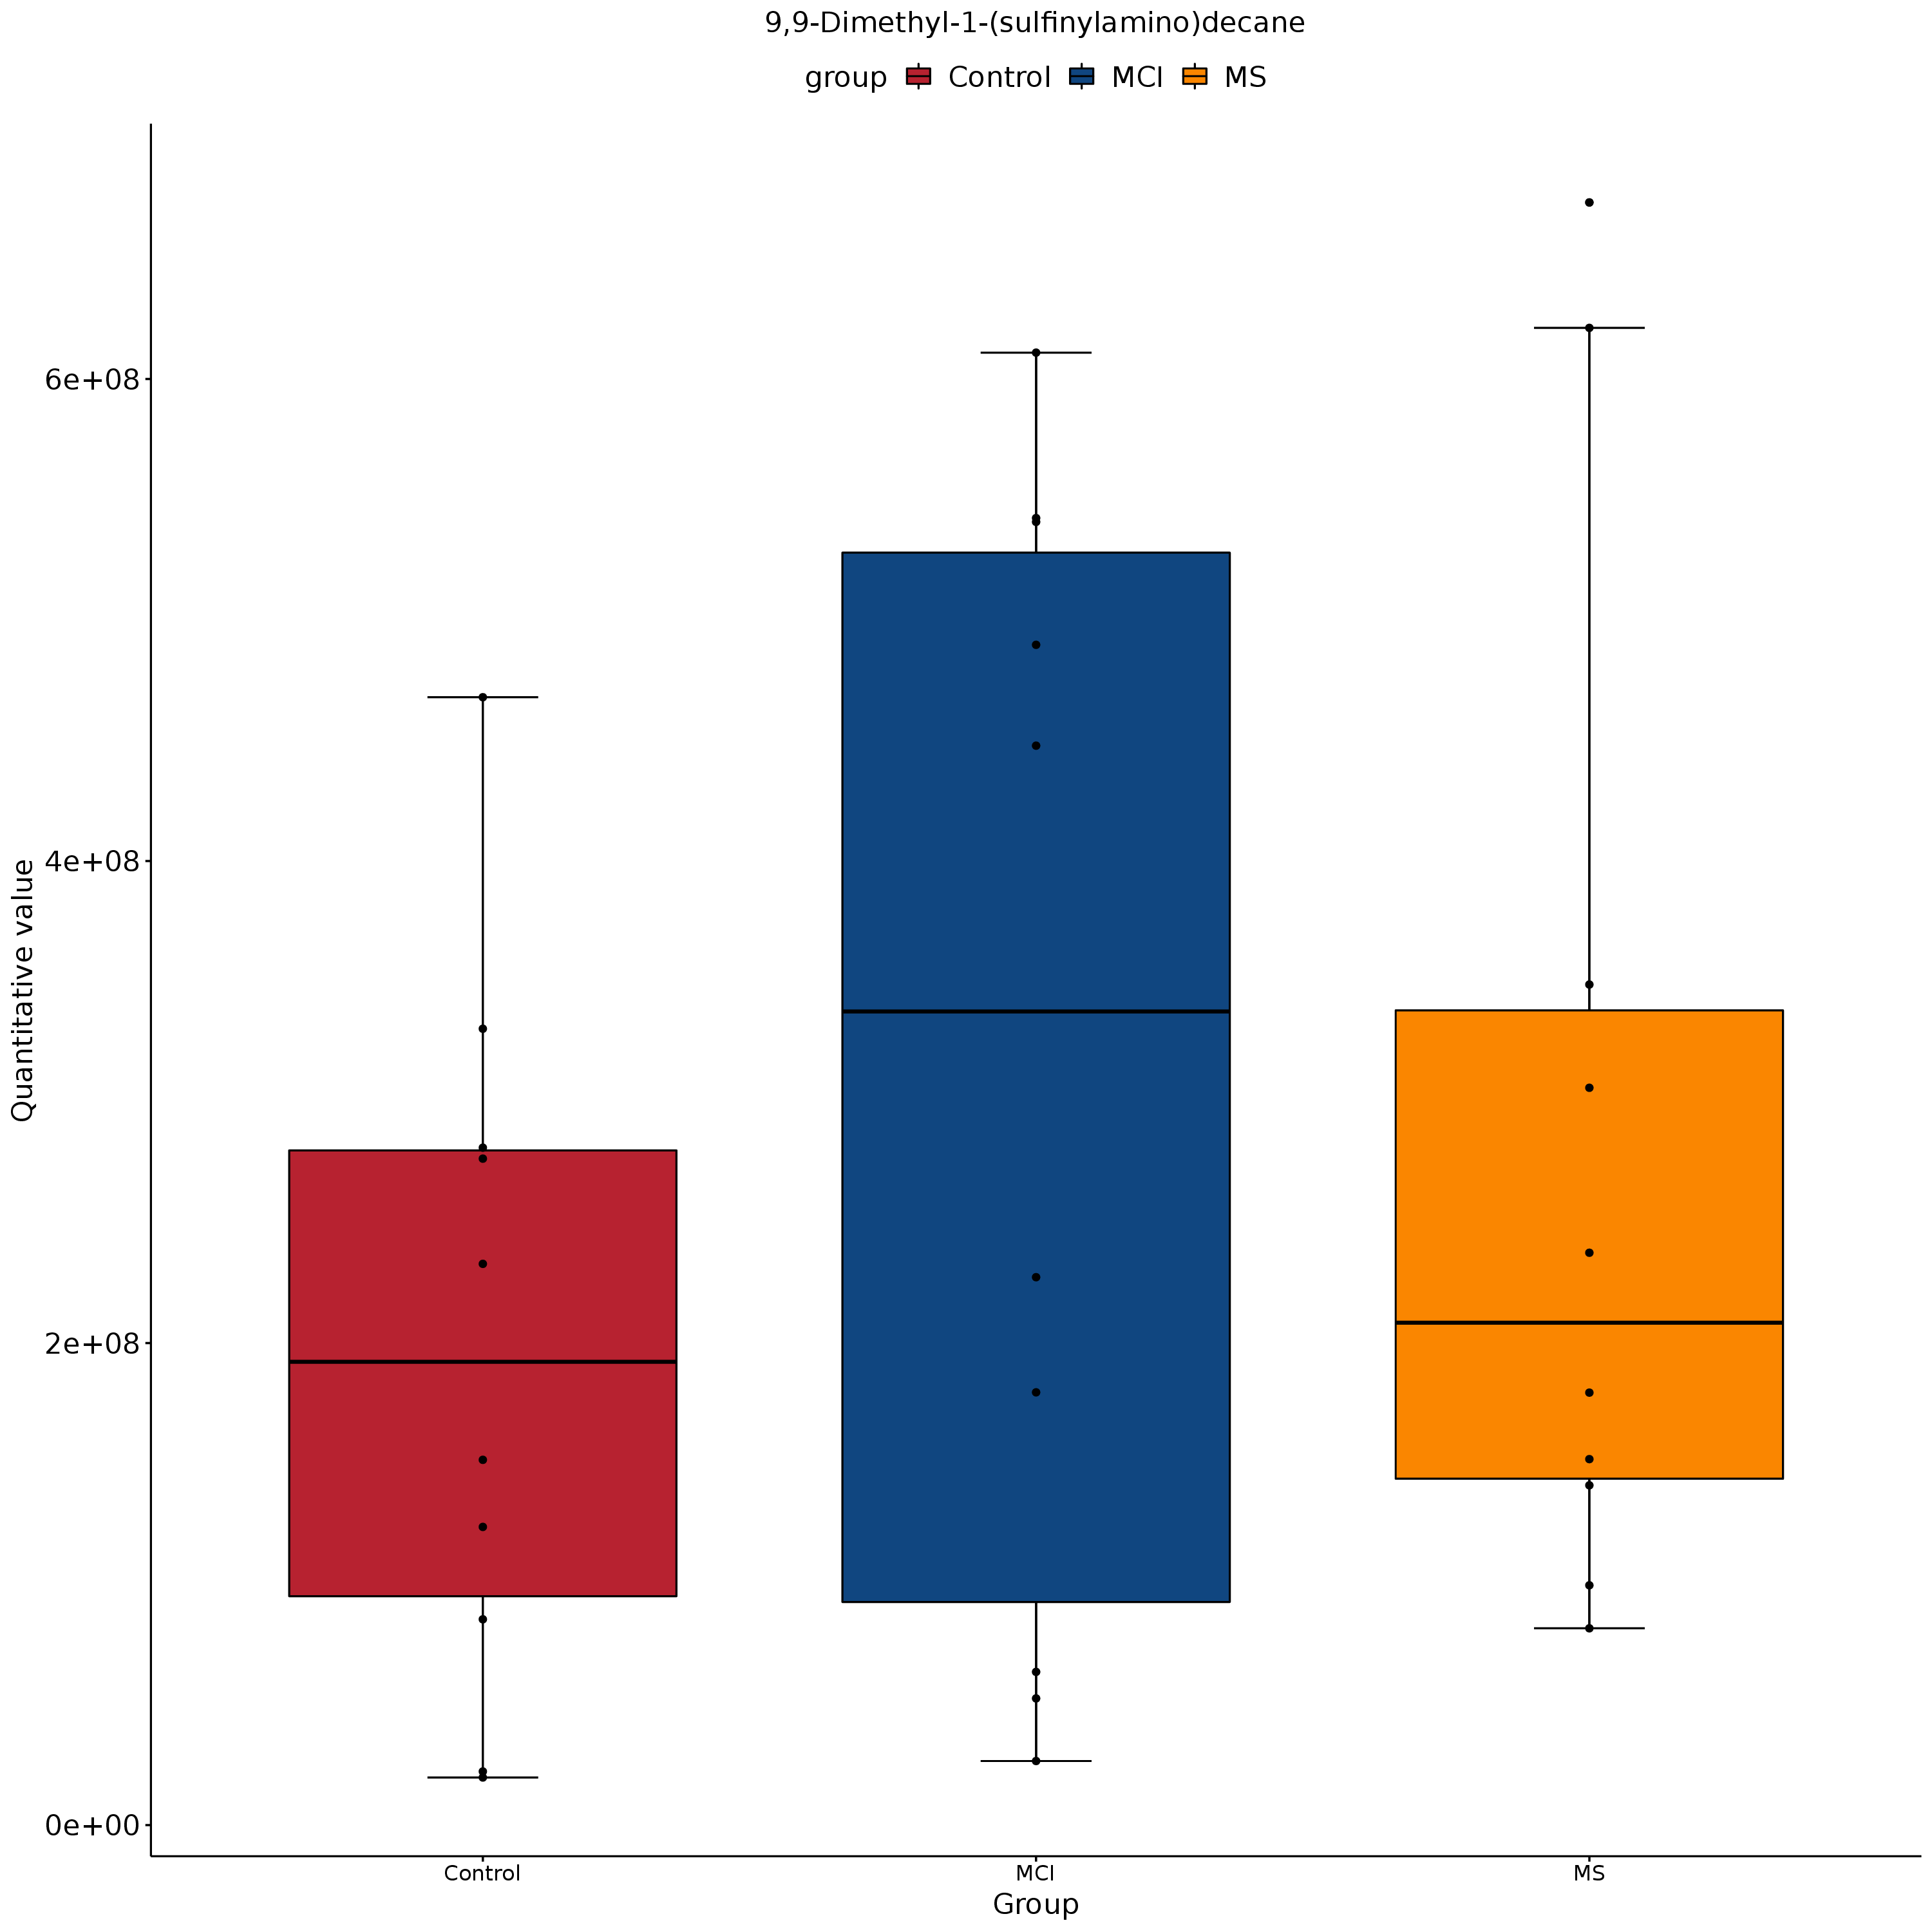 9,9-Dimethyl-1-(sulfinylamino)decane
group Control MCI MS
6e+08
4e+08
2e+08
0e+00
Quantitative value
Control MCI MS
Group